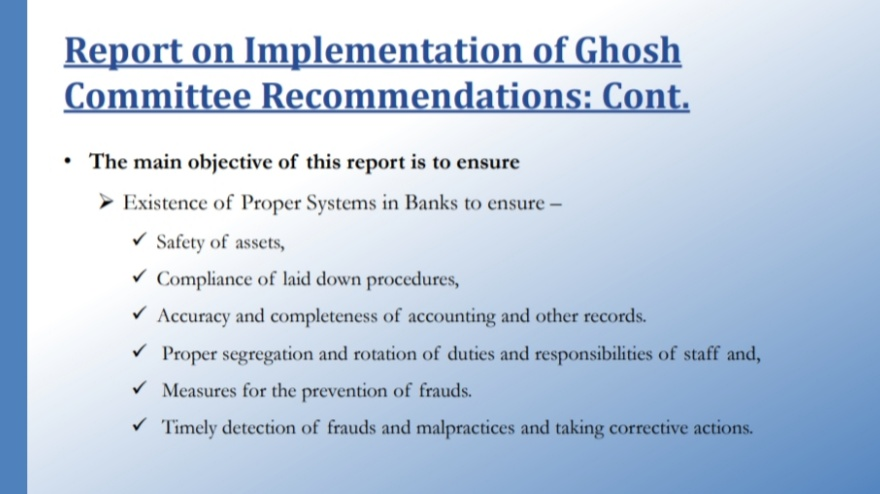 Report on Implementation of Ghosh
Committee Recommendations: Cont.
• The main objective of this report is to ensure
➤ Existence of Proper Systems in Banks to ensure –
✓ Safety of assets,
✓ Compliance of laid down procedures,
✓ Accuracy and completeness of accounting and other records.
✓ Proper segregation and rotation of duties and responsibilities of staff and,
✓ Measures for the prevention of frauds.
✓ Timely detection of frauds and malpractices and taking corrective actions.